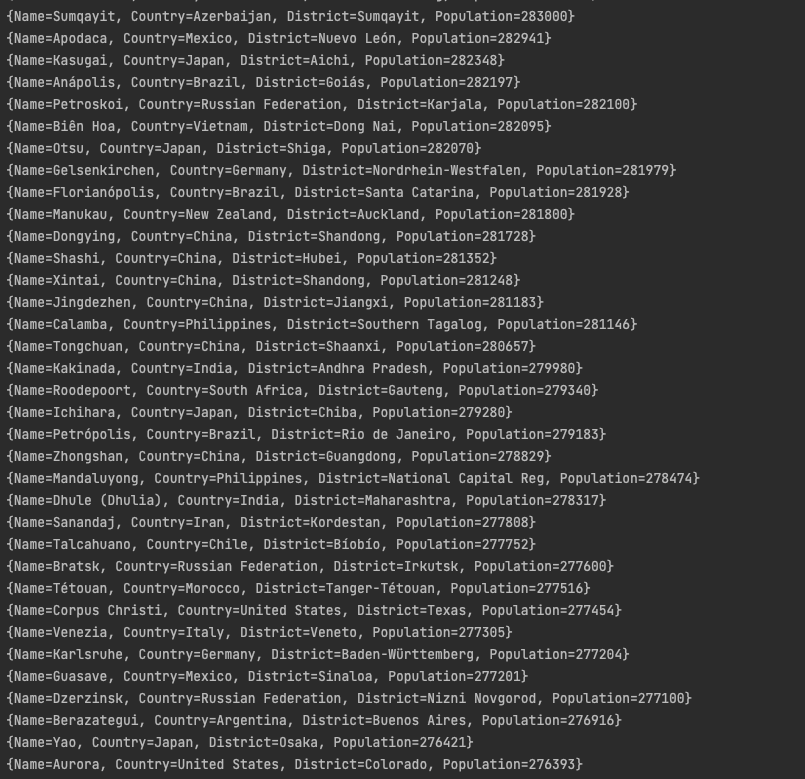 {Name=Sumqayit, Country=Azerbaijan, District=Sumqayit, Population=283000}
{Name=Apodaca, Country=Mexico, District=Nuevo León, Population=282941}
{Name=Kasugai, Country=Japan, District=Aichi, Population=282348}
{Name=Anápolis, Country=Brazil, District=Goiás, Population=282197}
{Name=Petroskoi, Country=Russian Federation, District=Karjala, Population=282100}
{Name=Biên Hoa, Country=Vietnam, District=Dong Nai, Population=282095}
{Name=Otsu, Country=Japan, District=Shiga, Population=282070}
{Name=Gelsenkirchen, Country=Germany, District=Nordrhein-Westfalen, Population=281979}
{Name=Florianópolis, Country=Brazil, District=Santa Catarina, Population=281928}
{Name=Manukau, Country=New Zealand, District=Auckland, Population=281800}
{Name=Dongying, Country=China, District=Shandong, Population=281728}
{Name=Shashi, Country=China, District=Hubei, Population=281352}
{Name=Xintai, Country=China, District=Shandong, Population=281248}
{Name=Jingdezhen, Country=China, District=Jiangxi, Population=281183}
{Name=Calamba, Country=Philippines, District=Southern Tagalog, Population=281146}
{Name=Tongchuan, Country=China, District=Shaanxi, Population=280657}
{Name=Kakinada, Country=India, District=Andhra Pradesh, Population=279980}
{Name=Roodepoort, Country=South Africa, District=Gauteng, Population=279340}
{Name=Ichihara, Country=Japan, District=Chiba, Population=279280}
{Name=Petrópolis, Country=Brazil, District=Rio de Janeiro, Population=279183}
{Name=Zhongshan, Country=China, District=Guangdong, Population=278829}
{Name=Mandaluyong, Country=Philippines, District=National Capital Reg, Population=278474}
{Name=Dhule (Dhulia), Country=India, District=Maharashtra, Population=278317}
{Name=Sanandaj, Country=Iran, District=Kordestan, Population=277808}
{Name=Talcahuano, Country=Chile, District=Bíobío, Population=277752}
{Name=Bratsk, Country=Russian Federation, District=Irkutsk, Population=277600}
{Name=Tétouan, Country=Morocco, District=Tanger-Tétouan, Population=277516}
{Name=Corpus Christi, Country=United States, District=Texas, Population=277454}
{Name=Venezia, Country=Italy, District=Veneto, Population=277305}
{Name=Karlsruhe, Country=Germany, District=Baden-Württemberg, Population=277204}
{Name=Guasave, Country=Mexico, District=Sinaloa, Population=277201}
{Name=Dzerzinsk, Country=Russian Federation, District=Nizni Novgorod, Population=277100}
{Name=Berazategui, Country=Argentina, District=Buenos Aires, Population=276916}
{Name=Yao, Country=Japan, District=Osaka, Population=276421}
{Name=Aurora, Country=United States, District=Colorado, Population=276393}